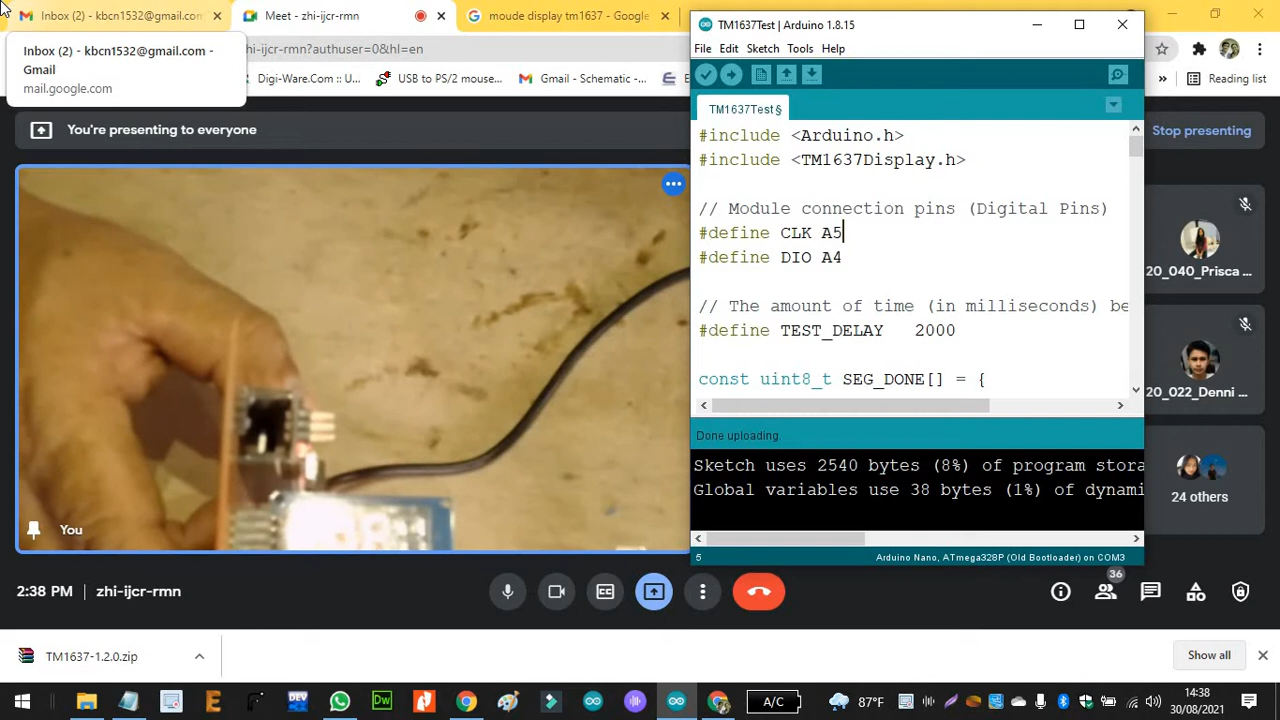 Inbox (2) - kbcn1532@gmail.com
Meet - zhi-ijcr-rmn
moude display tm1637 - Google
TM1637Test | Arduino 1.8.15
Inbox (2) - kbcn1532@gmail.com -
Gmail
mail.google.com
zhi-ijcr-rmn?authuser=0&hl=en
File Edit Sketch Tools Help
Digi-Ware.Com :: U...
USB to PS/2 mouse...
Gmail - Schematic -...
Reading list
You're presenting to everyone
Stop presenting
TM1637Test §
#include <Arduino.h>
#include <TM1637Display.h>
// Module connection pins (Digital Pins)
#define CLK A5
#define DIO A4
// The amount of time (in milliseconds) be
#define TEST_DELAY 2000
const uint8_t SEG_DONE[] = {
20_040_Prisca ...
20_022_Denni ...
24 others
Done uploading.
Sketch uses 2540 bytes (8%) of program stora
Global variables use 38 bytes (1%) of dynami
5
Arduino Nano, ATmega328P (Old Bootloader) on COM3
You
2:38 PM
zhi-ijcr-rmn
36
TM1637-1.2.0.zip
Show all
DEV
Dw
A/C
87°F
14:38
30/08/2021